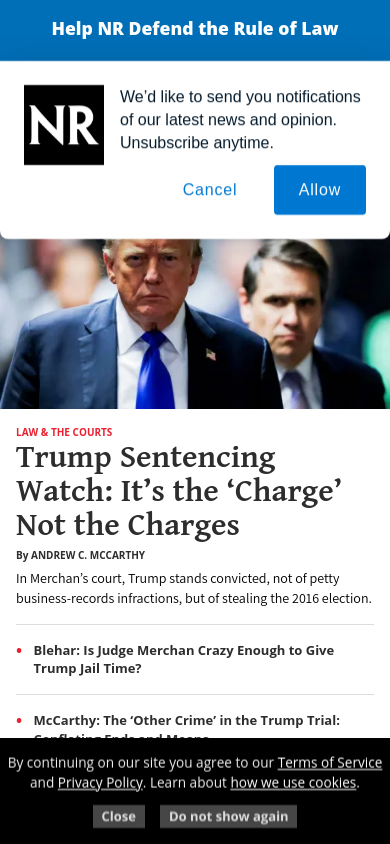 Help NR Defend the Rule of Law
NR
We’d like to send you notifications
of our latest news and opinion.
Unsubscribe anytime.
Cancel
Allow
LAW & THE COURTS
Trump Sentencing
Watch: It’s the ‘Charge’
Not the Charges
By ANDREW C. MCCARTHY
In Merchan’s court, Trump stands convicted, not of petty
business-records infractions, but of stealing the 2016 election.
• Blehar: Is Judge Merchan Crazy Enough to Give
Trump Jail Time?
• McCarthy: The ‘Other Crime’ in the Trump Trial:
Conflating Ends and Means
By continuing on our site you agree to our Terms of Service
and Privacy Policy. Learn about how we use cookies.
Close
Do not show again